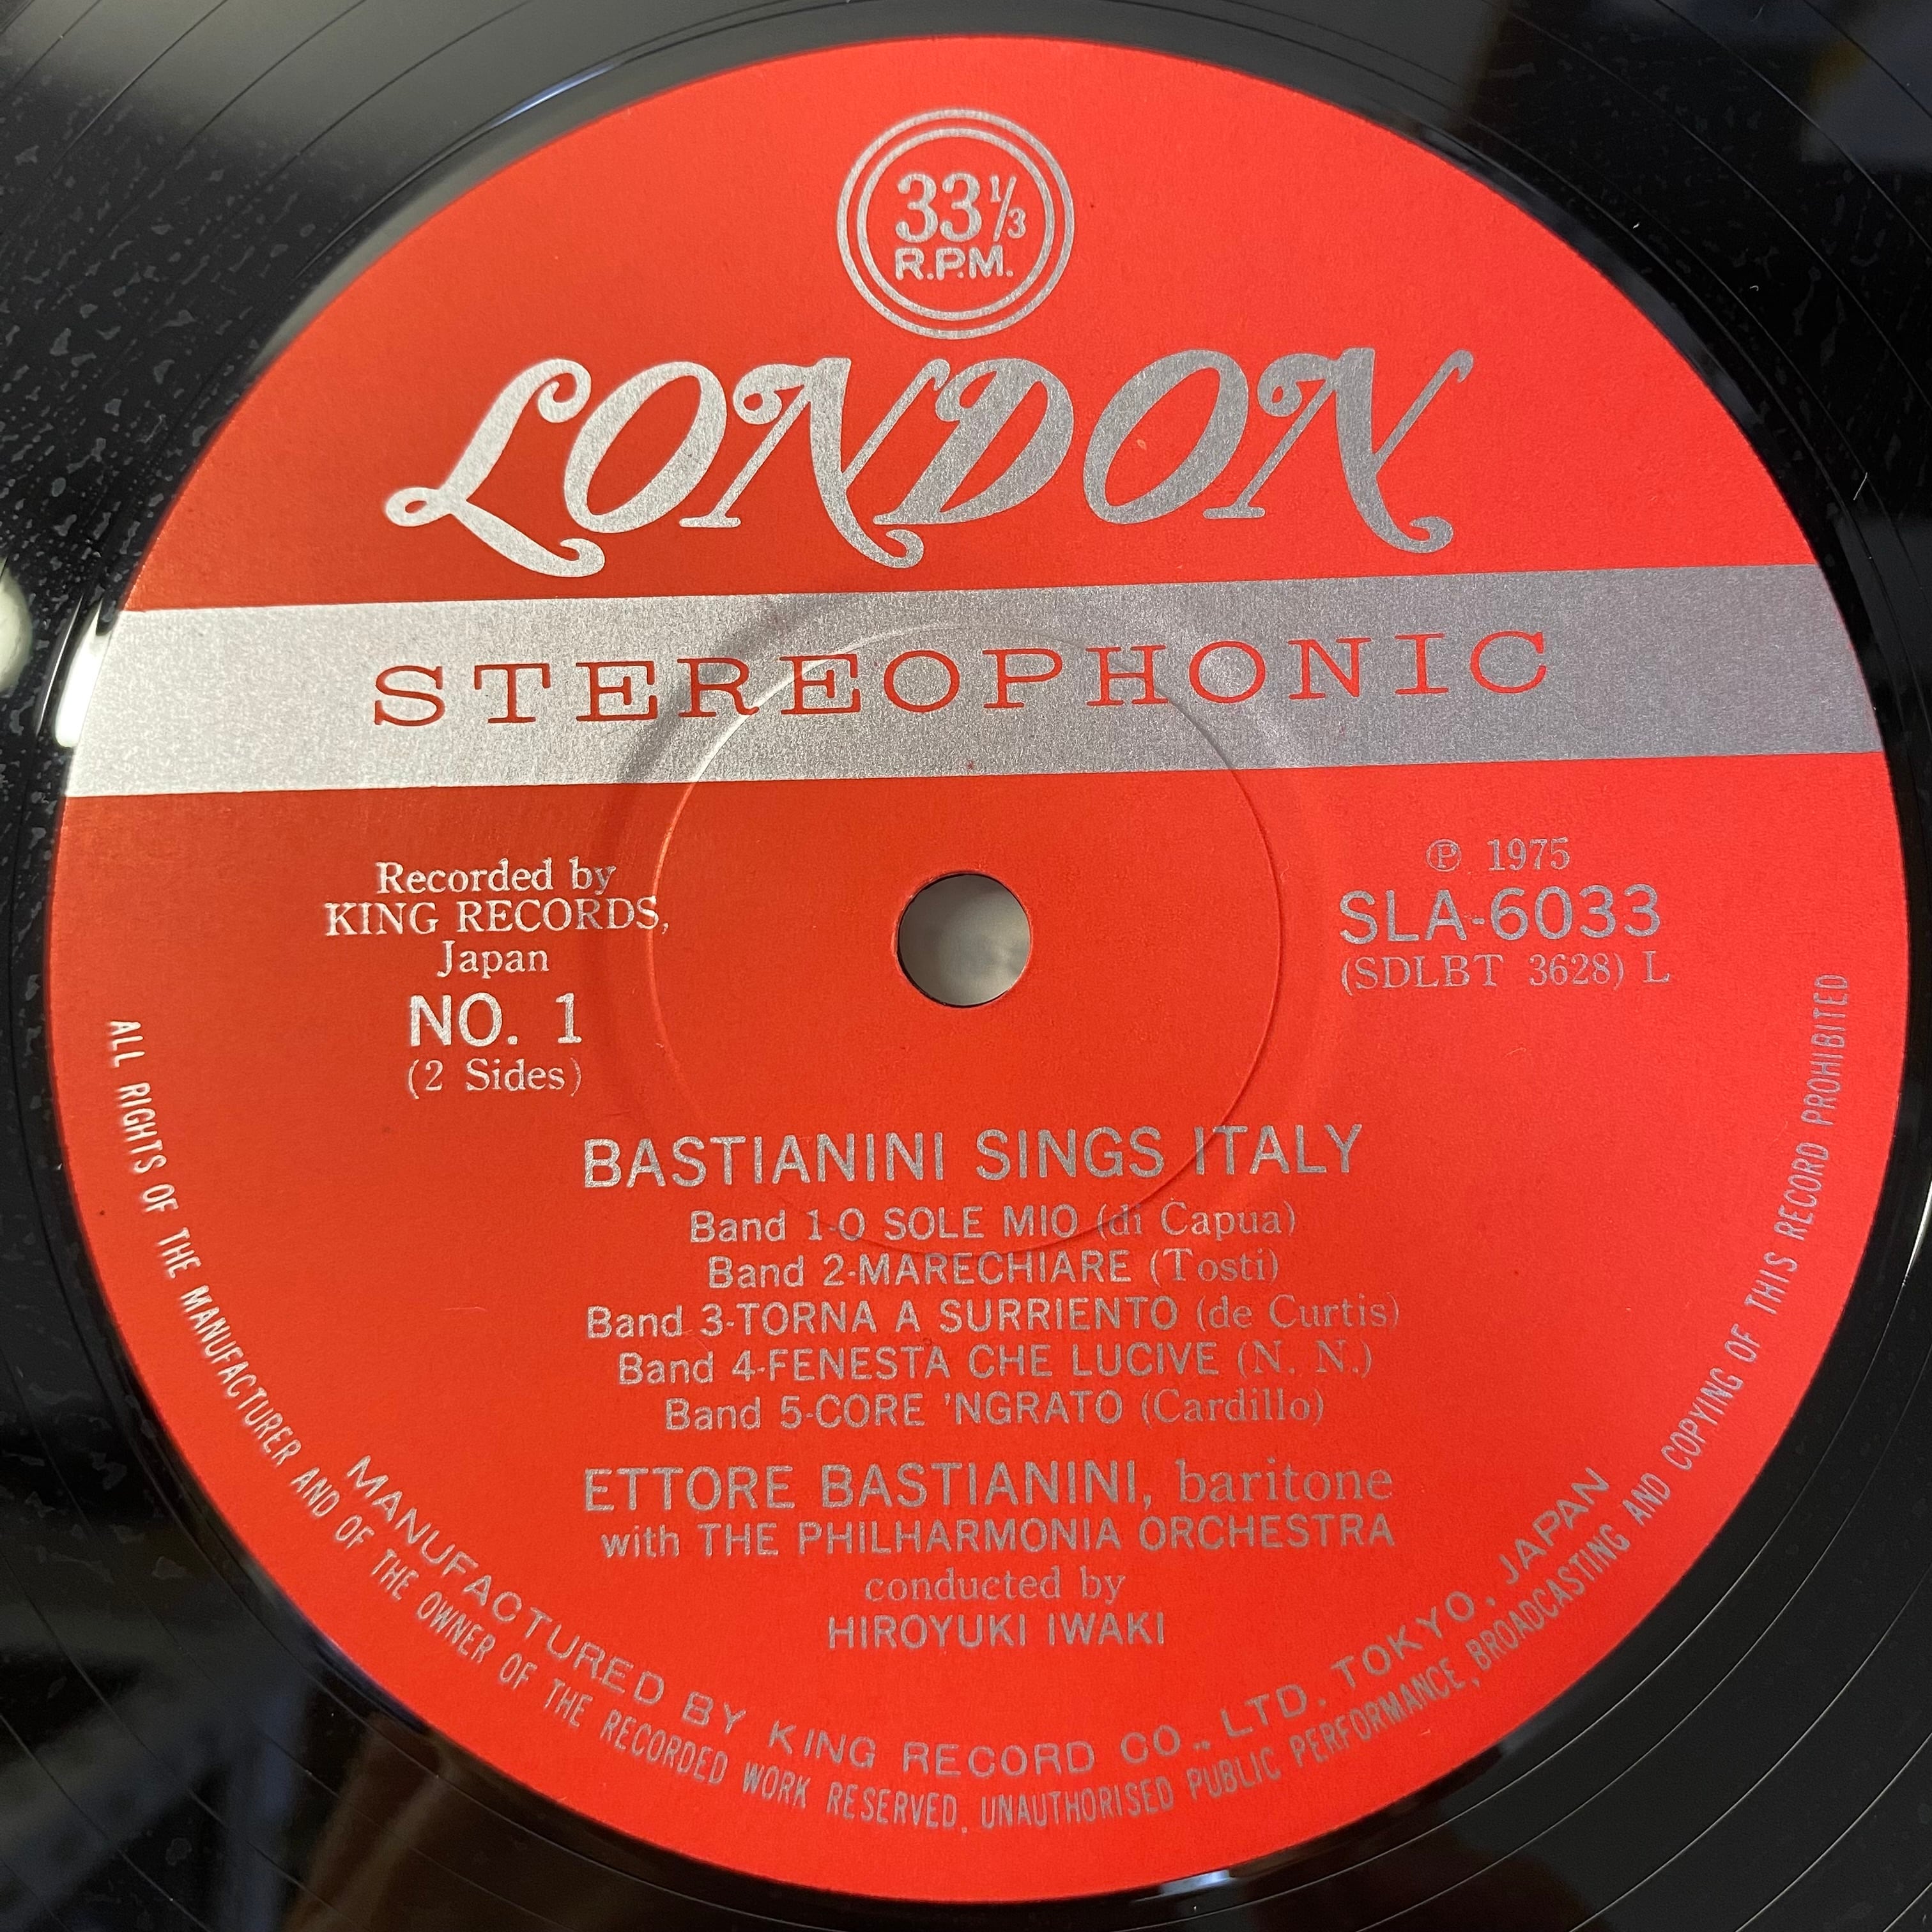 33⅓
R.P.M.
LONDON
STEREOPHONIC
Recorded by
KING RECORDS,
Japan
NO. 1
(2 Sides)
℗ 1975
SLA-6033
(SDLBT 3628) L
BASTIANINI SINGS ITALY
Band 1-O SOLE MIO (di Capua)
Band 2-MARECHIARE (Tosti)
Band 3-TORNA A SURRIENTO (de Curtis)
Band 4-FENESTA CHE LUCIVE (N. N.)
Band 5-CORE 'NGRATO (Cardillo)
ETTORE BASTIANINI, baritone
with THE PHILHARMONIA ORCHESTRA
conducted by
HIROYUKI IWAKI
MANUFACTURED BY KING RECORD CO., LTD. TOKYO. JAPAN
ALL RIGHTS OF THE MANUFACTURER AND OF THE OWNER OF THE RECORDED WORK RESERVED. UNAUTHORISED PUBLIC PERFORMANCE, BROADCASTING AND COPYING OF THIS RECORD PROHIBITED